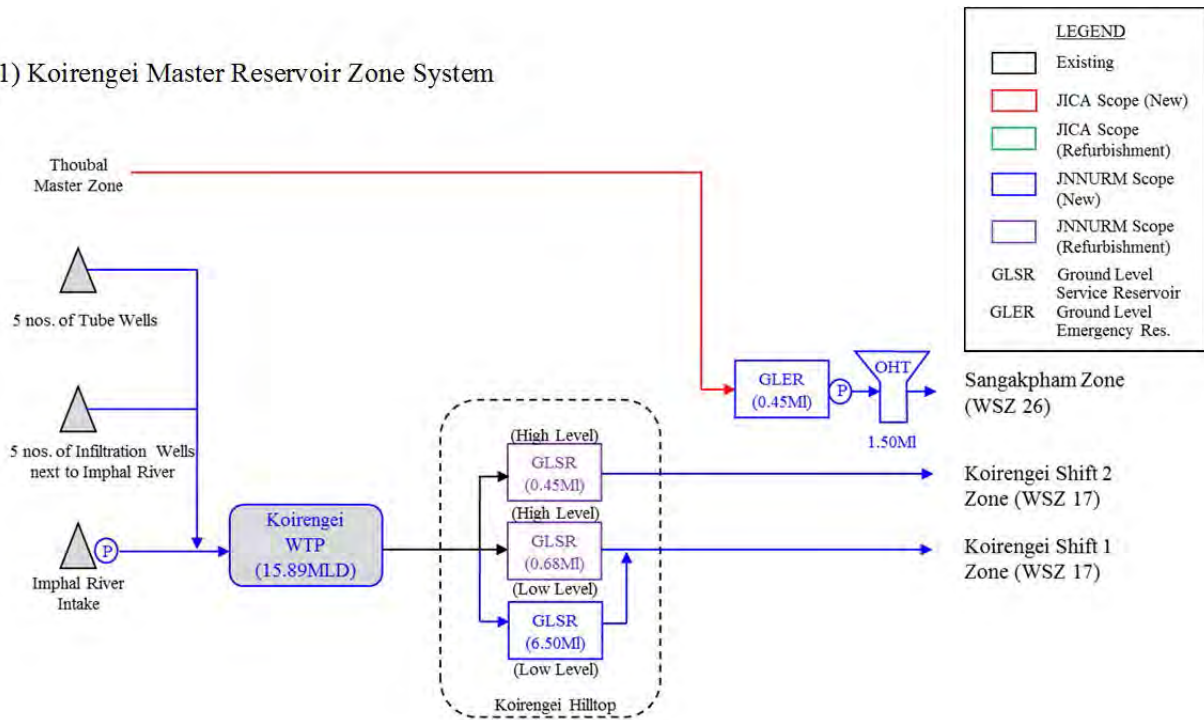 1) Koirengei Master Reservoir Zone System
LEGEND
Existing
JICA Scope (New)
JICA Scope
(Refurbishment)
JNNURM Scope
(New)
JNNURM Scope
(Refurbishment)
GLSR Ground Level
Service Reservoir
GLER Ground Level
Emergency Res.
Thoubal
Master Zone
5 nos. of Tube Wells
5 nos. of Infiltration Wells
next to Imphal River
P
Imphal River
Intake
Koirengei
WTP
(15.89MLD)
GLER
(0.45Ml)
P
OHT
1.50Ml
Sangakpham Zone
(WSZ 26)
(High Level)
GLSR
(0.45Ml)
Koirengei Shift 2
Zone (WSZ 17)
(High Level)
GLSR
(0.68Ml)
(Low Level)
Koirengei Shift 1
Zone (WSZ 17)
GLSR
(6.50Ml)
(Low Level)
Koirengei Hilltop